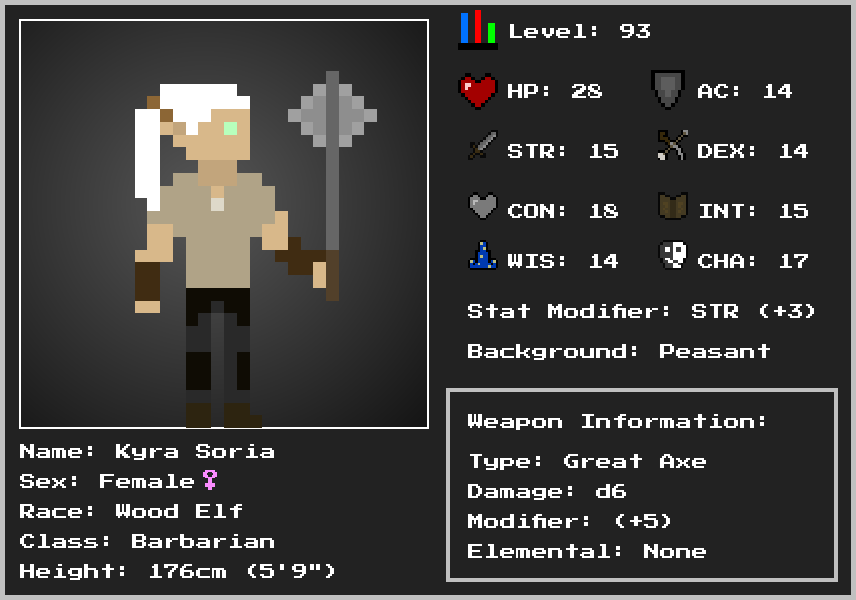 Level: 93
HP: 28 AC: 14
STR: 15 DEX: 14
CON: 18 INT: 15
WIS: 14 CHA: 17
Stat Modifier: STR (+3)
Background: Peasant
Weapon Information:
Type: Great Axe
Damage: d6
Modifier: (+5)
Elemental: None
Name: Kyra Soria
Sex: Female♀
Race: Wood Elf
Class: Barbarian
Height: 176cm (5'9")